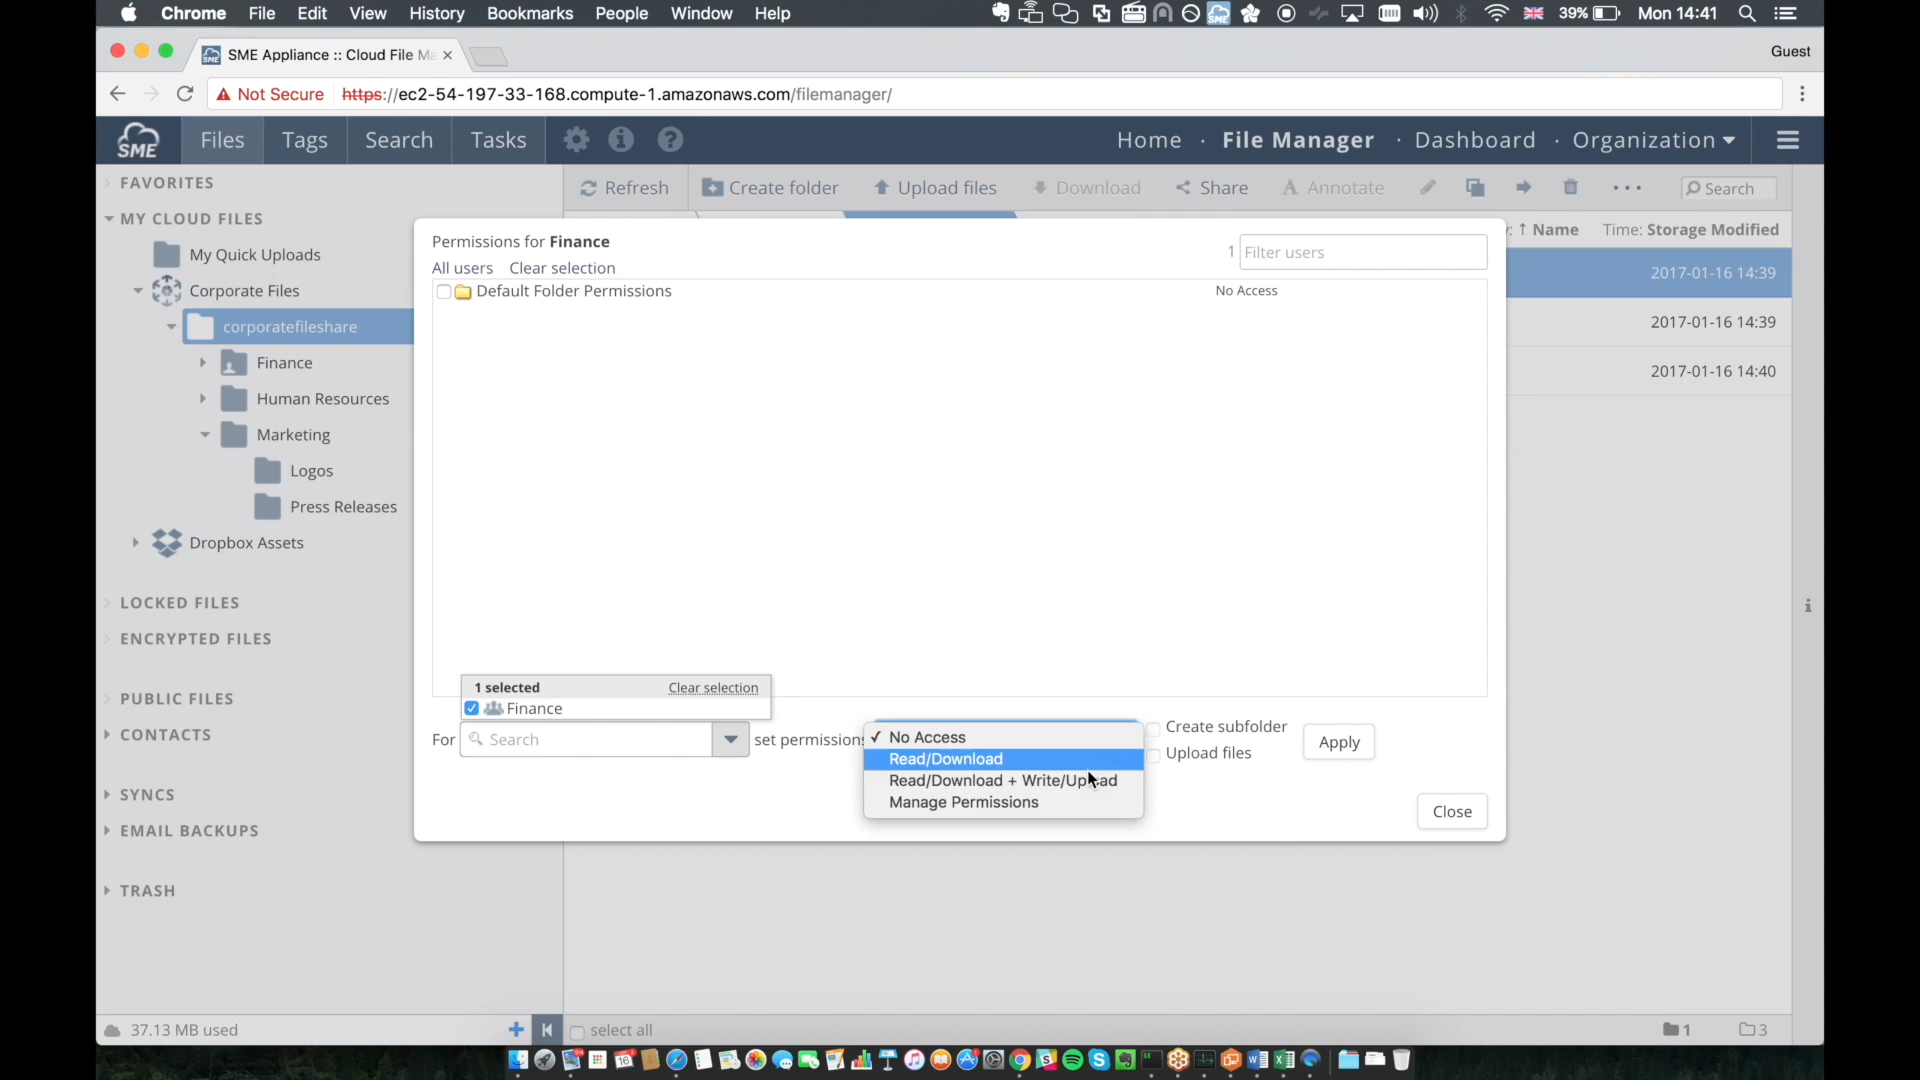 Chrome File Edit View History Bookmarks People Window Help 39% Mon 14:41
SME Appliance :: Cloud File Ma Guest
Not Secure https://ec2-54-197-33-168.compute-1.amazonaws.com/filemanager/
SME Files Tags Search Tasks Home · File Manager · Dashboard · Organization
FAVORITES
MY CLOUD FILES
My Quick Uploads
Corporate Files
corporatefileshare
Finance
Human Resources
Marketing
Logos
Press Releases
Dropbox Assets
LOCKED FILES
ENCRYPTED FILES
PUBLIC FILES
CONTACTS
SYNCS
EMAIL BACKUPS
TRASH
37.13 MB used
Refresh Create folder Upload files Download Share Annotate Search
Name Time: Storage Modified
2017-01-16 14:39
2017-01-16 14:39
2017-01-16 14:40
Permissions for Finance
1 Filter users
All users Clear selection
Default Folder Permissions No Access
1 selected Clear selection
Finance
For Search set permission
No Access
Read/Download
Read/Download + Write/Upload
Manage Permissions
Create subfolder
Upload files
Apply
Close
select all 1 3